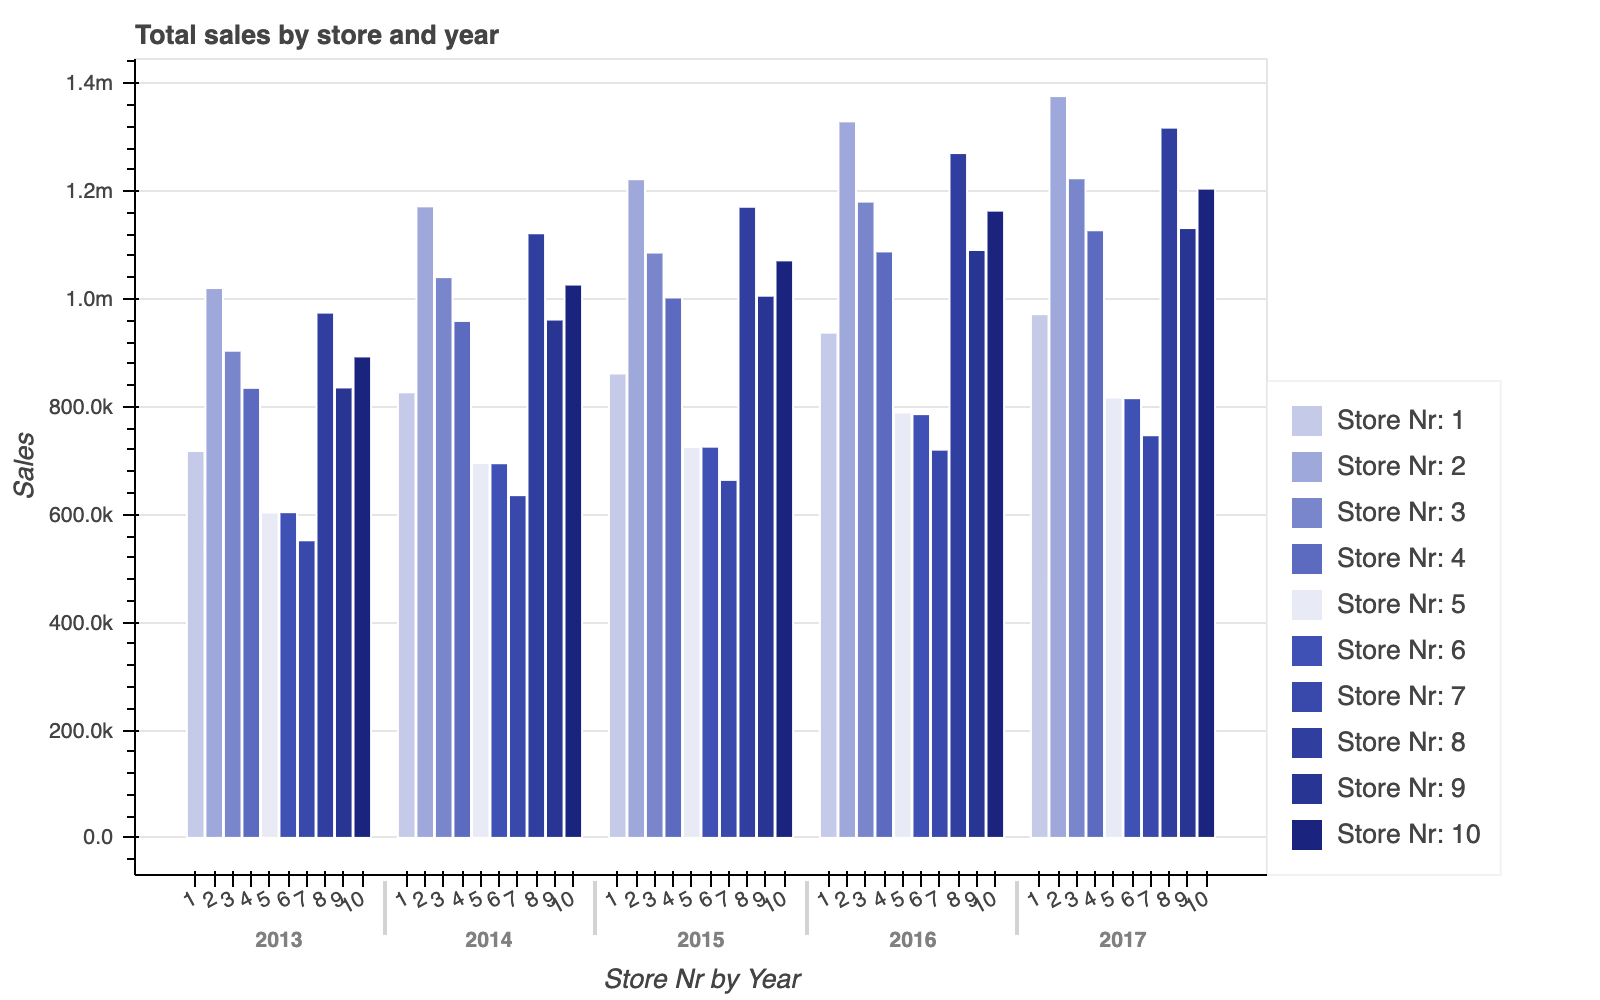 Total sales by store and year
1.4m
1.2m
1.0m
800.0k
600.0k
400.0k
200.0k
0.0
Sales
1 2 3 4 5 6 7 8 9 10 1 2 3 4 5 6 7 8 9 10 1 2 3 4 5 6 7 8 9 10 1 2 3 4 5 6 7 8 9 10 1 2 3 4 5 6 7 8 9 10
2013 2014 2015 2016 2017
Store Nr by Year
Store Nr: 1
Store Nr: 2
Store Nr: 3
Store Nr: 4
Store Nr: 5
Store Nr: 6
Store Nr: 7
Store Nr: 8
Store Nr: 9
Store Nr: 10